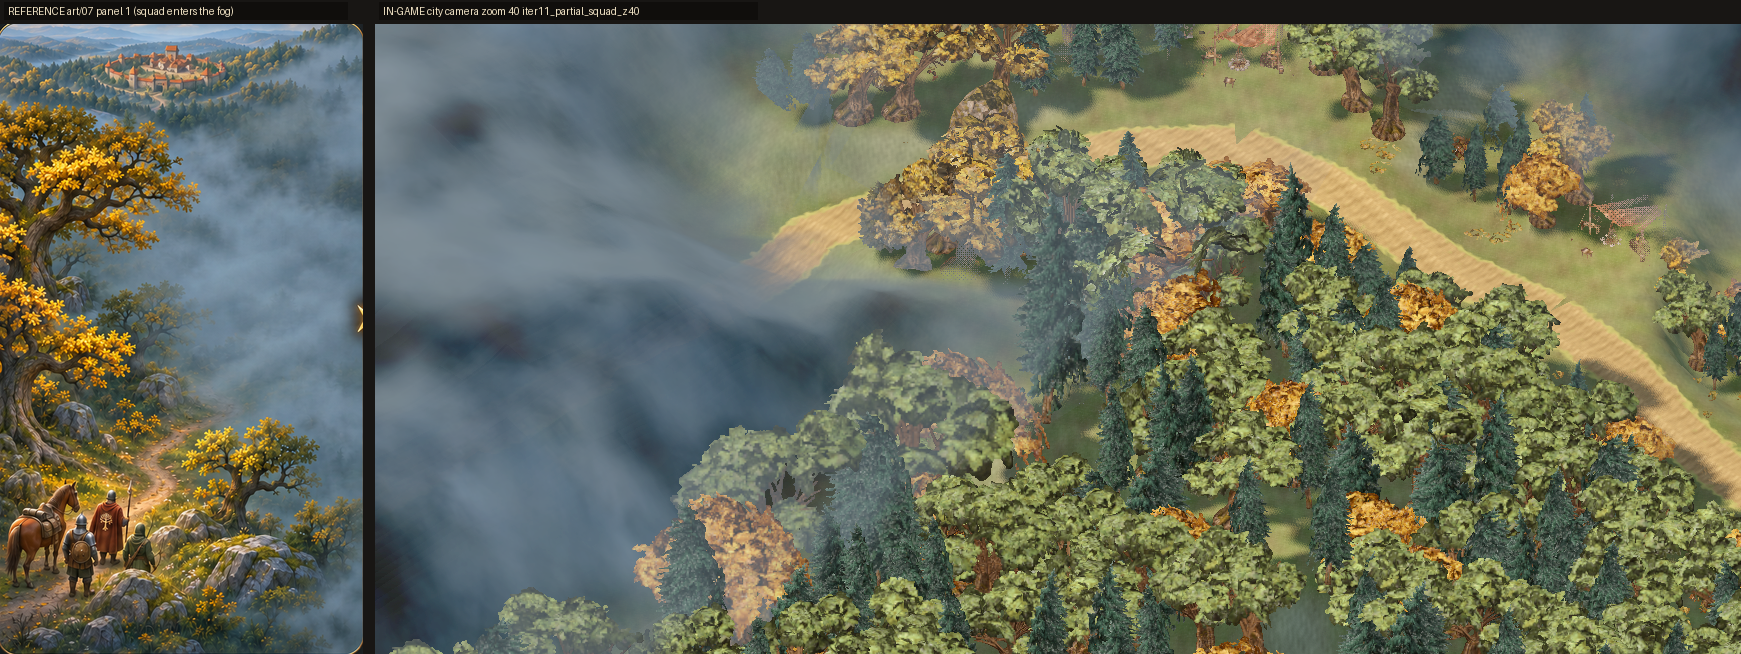 REFERENCE art/07 panel 1 (squad enters the fog)
IN-GAME city camera zoom 40 iter11_partial_squad_z40